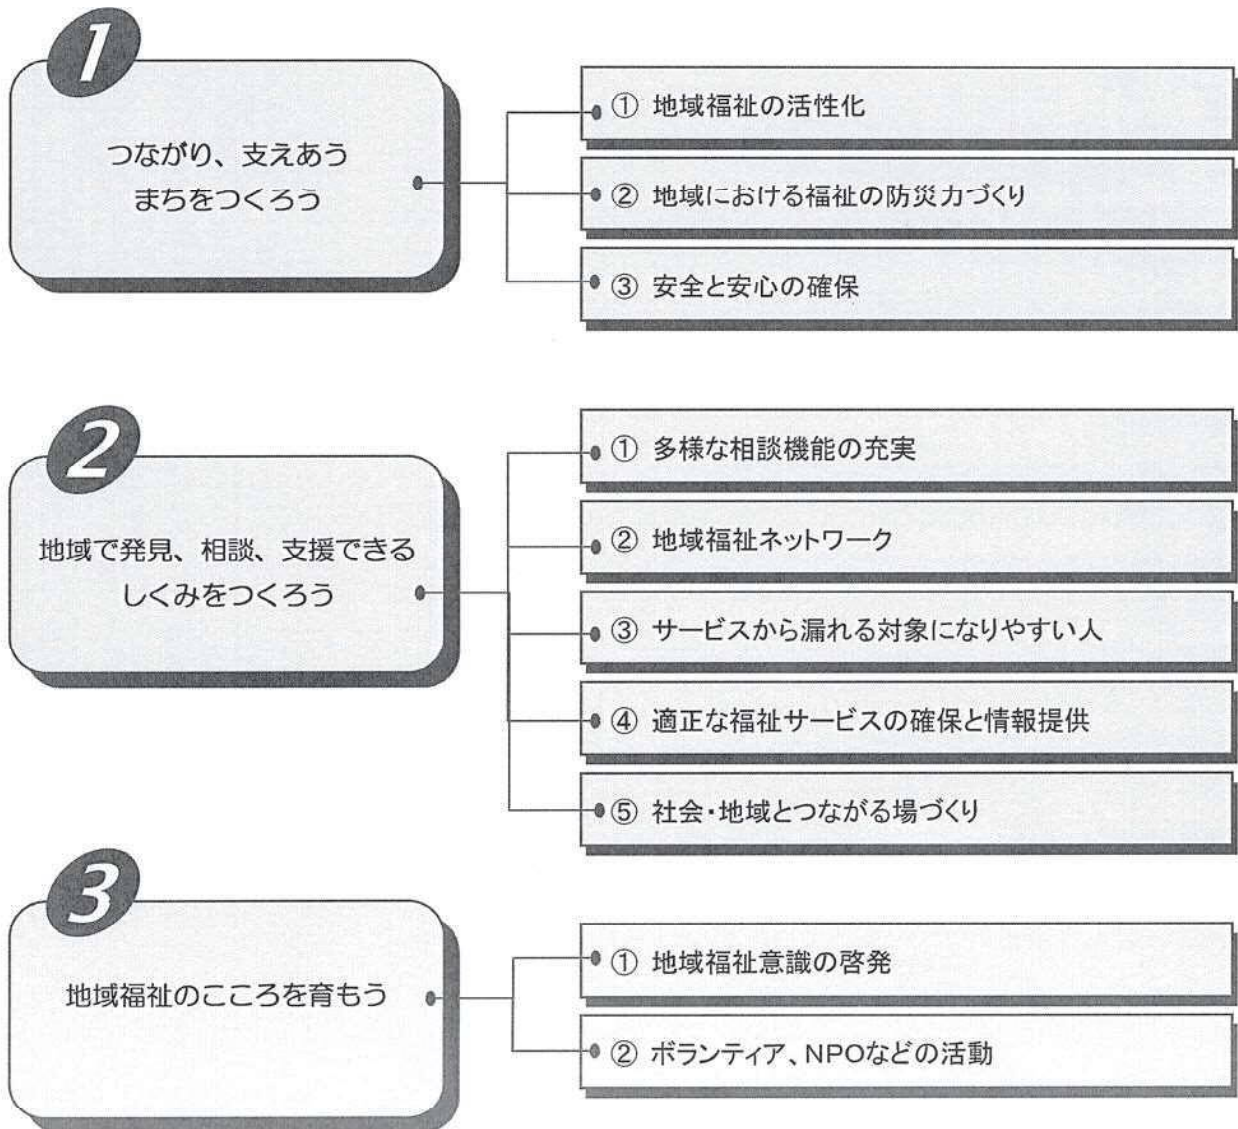 1
つながり、支えあう
まちをつくろう
① 地域福祉の活性化
② 地域における福祉の防災力づくり
③ 安全と安心の確保
2
地域で発見、相談、支援できる
しくみをつくろう
① 多様な相談機能の充実
② 地域福祉ネットワーク
③ サービスから漏れる対象になりやすい人
④ 適正な福祉サービスの確保と情報提供
⑤ 社会・地域とつながる場づくり
3
地域福祉のこころを育もう
① 地域福祉意識の啓発
② ボランティア、NPOなどの活動